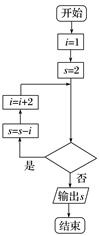 开始
i=1
s=2
i=i+2
s=s-i
是
否
输出s
结束